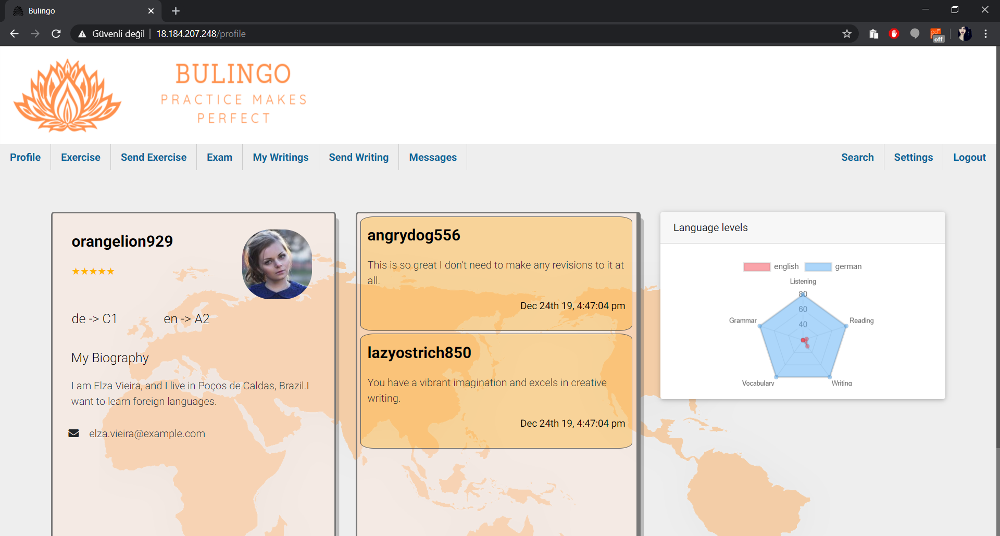 Bulingo
Güvenli değil
18.184.207.248/profile
off
BULINGO
PRACTICE MAKES
PERFECT
Profile
Exercise
Send Exercise
Exam
My Writings
Send Writing
Messages
Search
Settings
Logout
orangelion929
de -> C1
en -> A2
My Biography
I am Elza Vieira, and I live in Poços de Caldas, Brazil.I
want to learn foreign languages.
elza.vieira@example.com
angrydog556
This is so great I don’t need to make any revisions to it at
all.
Dec 24th 19, 4:47:04 pm
lazyostrich850
You have a vibrant imagination and excels in creative
writing.
Dec 24th 19, 4:47:04 pm
Language levels
english
german
Listening
80
60
40
Grammar
Reading
Vocabulary
Writing